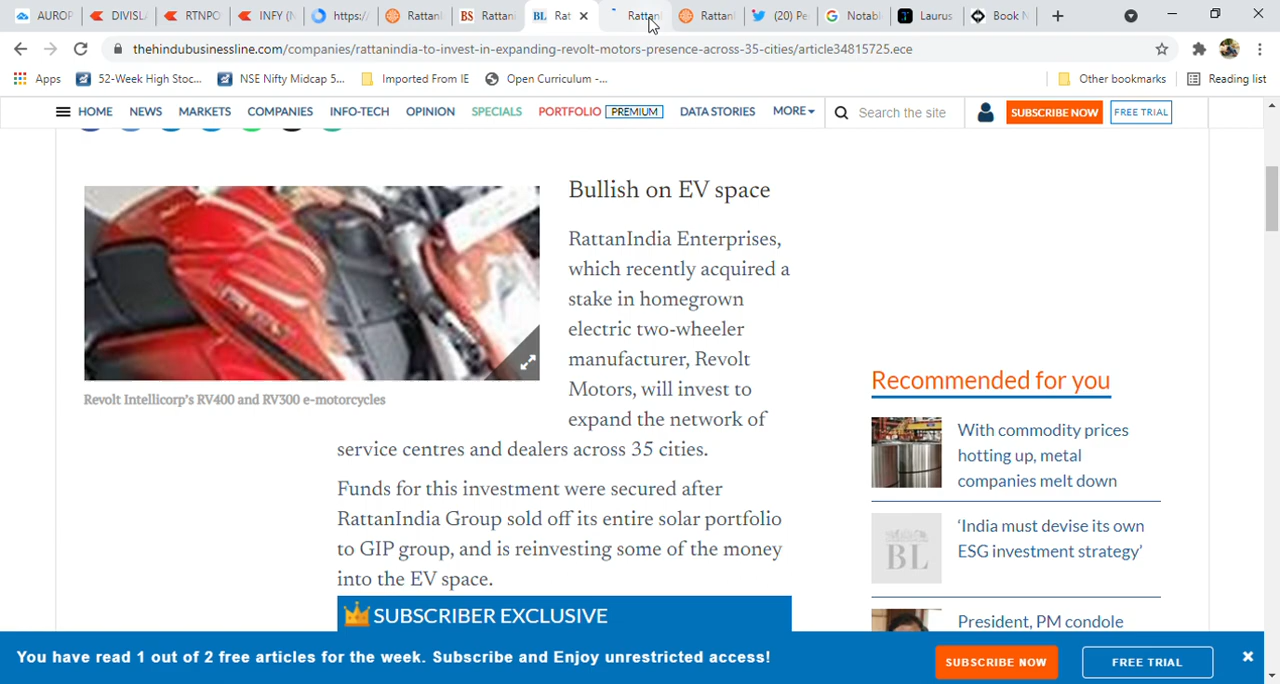 AUROP
DIVISL
RTNPO
INFY (N
https:/
Rattan
BS Rattan
BL Rat
Rattan
Rattan
(20) Pe
Notabl
Laurus
Book N
thehindubusinessline.com/companies/rattanindia-to-invest-in-expanding-revolt-motors-presence-across-35-cities/article34815725.ece
Apps 52-Week High Stoc... NSE Nifty Midcap 5... Imported From IE Open Curriculum -... Other bookmarks Reading list
HOME NEWS MARKETS COMPANIES INFO-TECH OPINION SPECIALS PORTFOLIO PREMIUM DATA STORIES MORE Search the site SUBSCRIBE NOW FREE TRIAL
Bullish on EV space
RattanIndia Enterprises,
which recently acquired a
stake in homegrown
electric two-wheeler
manufacturer, Revolt
Motors, will invest to
expand the network of
service centres and dealers across 35 cities.
Revolt Intellicorp's RV400 and RV300 e-motorcycles
Funds for this investment were secured after
RattanIndia Group sold off its entire solar portfolio
to GIP group, and is reinvesting some of the money
into the EV space.
SUBSCRIBER EXCLUSIVE
Recommended for you
With commodity prices
hotting up, metal
companies melt down
BL
‘India must devise its own
ESG investment strategy’
President, PM condole
You have read 1 out of 2 free articles for the week. Subscribe and Enjoy unrestricted access!
SUBSCRIBE NOW
FREE TRIAL